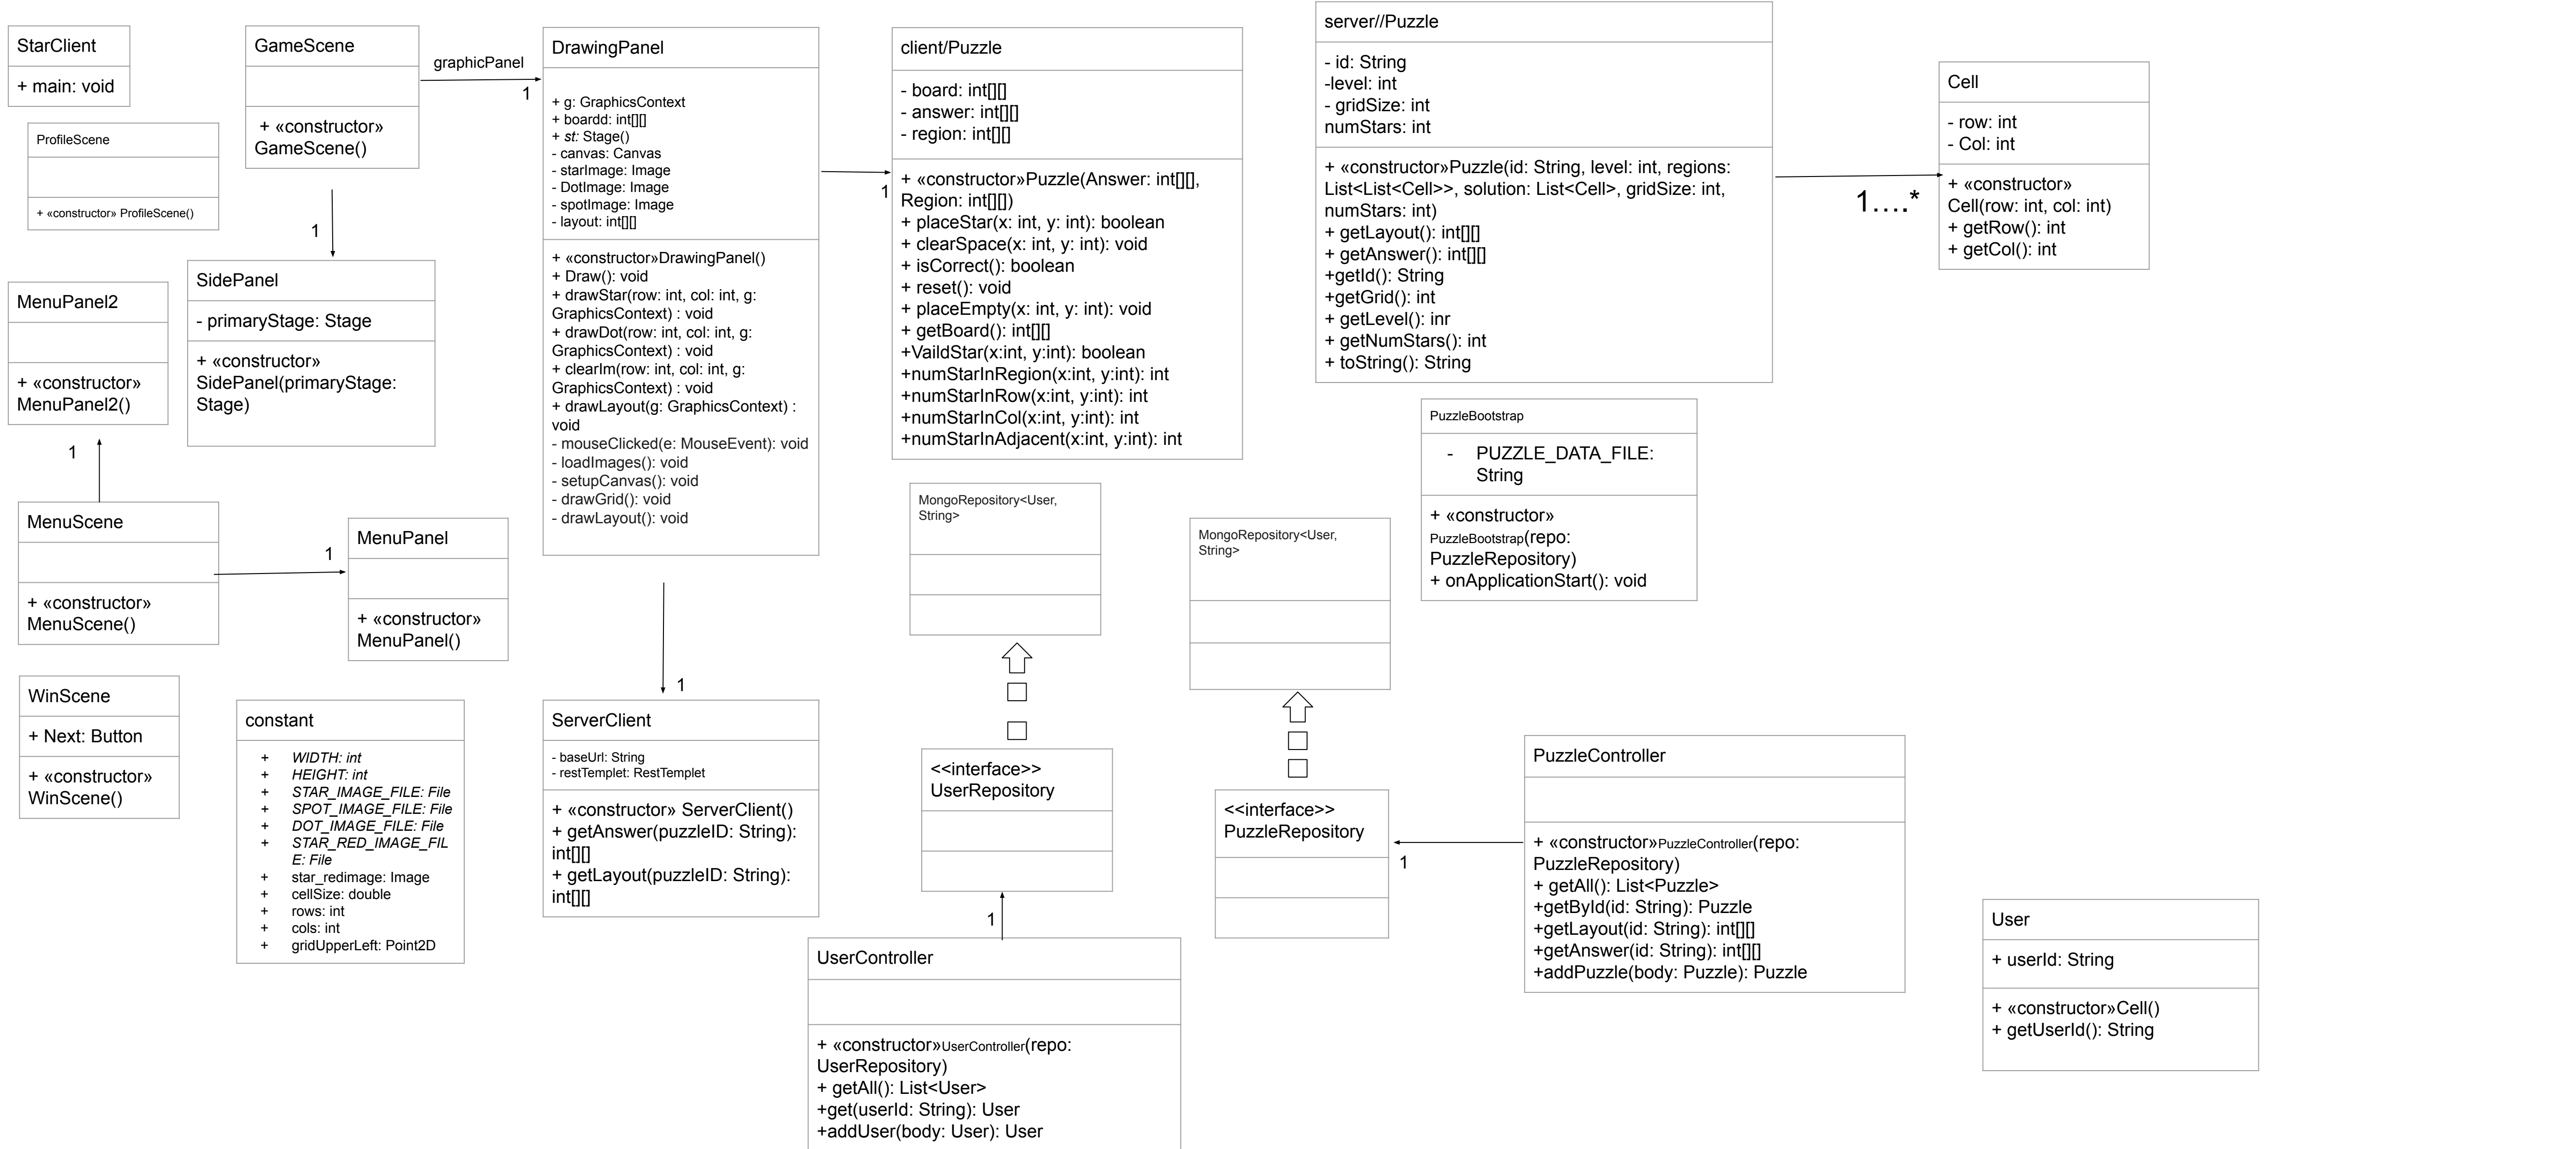 StarClient
+ main: void
ProfileScene
+ «constructor» ProfileScene()
GameScene
+ «constructor»
GameScene()
graphicPanel
1
1
SidePanel
- primaryStage: Stage
+ «constructor»
SidePanel(primaryStage:
Stage)
MenuPanel2
+ «constructor»
MenuPanel2()
1
MenuScene
+ «constructor»
MenuScene()
1
MenuPanel
+ «constructor»
MenuPanel()
WinScene
+ Next: Button
+ «constructor»
WinScene()
constant
+ WIDTH: int
+ HEIGHT: int
+ STAR_IMAGE_FILE: File
+ SPOT_IMAGE_FILE: File
+ DOT_IMAGE_FILE: File
+ STAR_RED_IMAGE_FIL
E: File
+ star_redimage: Image
+ cellSize: double
+ rows: int
+ cols: int
+ gridUpperLeft: Point2D
DrawingPanel
+ g: GraphicsContext
+ boardd: int[][]
+ st: Stage()
- canvas: Canvas
- starImage: Image
- DotImage: Image
- spotImage: Image
- layout: int[][]
+ «constructor»DrawingPanel()
+ Draw(): void
+ drawStar(row: int, col: int, g:
GraphicsContext) : void
+ drawDot(row: int, col: int, g:
GraphicsContext) : void
+ clearIm(row: int, col: int, g:
GraphicsContext) : void
+ drawLayout(g: GraphicsContext) :
void
- mouseClicked(e: MouseEvent): void
- loadImages(): void
- setupCanvas(): void
- drawGrid(): void
- drawLayout(): void
1
1
ServerClient
- baseUrl: String
- restTemplet: RestTemplet
+ «constructor» ServerClient()
+ getAnswer(puzzleID: String):
int[][]
+ getLayout(puzzleID: String):
int[][]
client/Puzzle
- board: int[][]
- answer: int[][]
- region: int[][]
+ «constructor»Puzzle(Answer: int[][],
Region: int[][])
+ placeStar(x: int, y: int): boolean
+ clearSpace(x: int, y: int): void
+ isCorrect(): boolean
+ reset(): void
+ placeEmpty(x: int, y: int): void
+ getBoard(): int[][]
+VaildStar(x:int, y:int): boolean
+numStarInRegion(x:int, y:int): int
+numStarInRow(x:int, y:int): int
+numStarInCol(x:int, y:int): int
+numStarInAdjacent(x:int, y:int): int
MongoRepository<User,
String>
<<interface>>
UserRepository
1
UserController
+ «constructor»UserController(repo:
UserRepository)
+ getAll(): List<User>
+get(userId: String): User
+addUser(body: User): User
MongoRepository<User,
String>
<<interface>>
PuzzleRepository
1
server//Puzzle
- id: String
-level: int
- gridSize: int
numStars: int
+ «constructor»Puzzle(id: String, level: int, regions:
List<List<Cell>>, solution: List<Cell>, gridSize: int,
numStars: int)
+ getLayout(): int[][]
+ getAnswer(): int[][]
+getId(): String
+getGrid(): int
+ getLevel(): inr
+ getNumStars(): int
+ toString(): String
1….*
Cell
- row: int
- Col: int
+ «constructor»
Cell(row: int, col: int)
+ getRow(): int
+ getCol(): int
PuzzleBootstrap
- PUZZLE_DATA_FILE:
String
+ «constructor»
PuzzleBootstrap(repo:
PuzzleRepository)
+ onApplicationStart(): void
PuzzleController
+ «constructor»PuzzleController(repo:
PuzzleRepository)
+ getAll(): List<Puzzle>
+getById(id: String): Puzzle
+getLayout(id: String): int[][]
+getAnswer(id: String): int[][]
+addPuzzle(body: Puzzle): Puzzle
User
+ userId: String
+ «constructor»Cell()
+ getUserId(): String